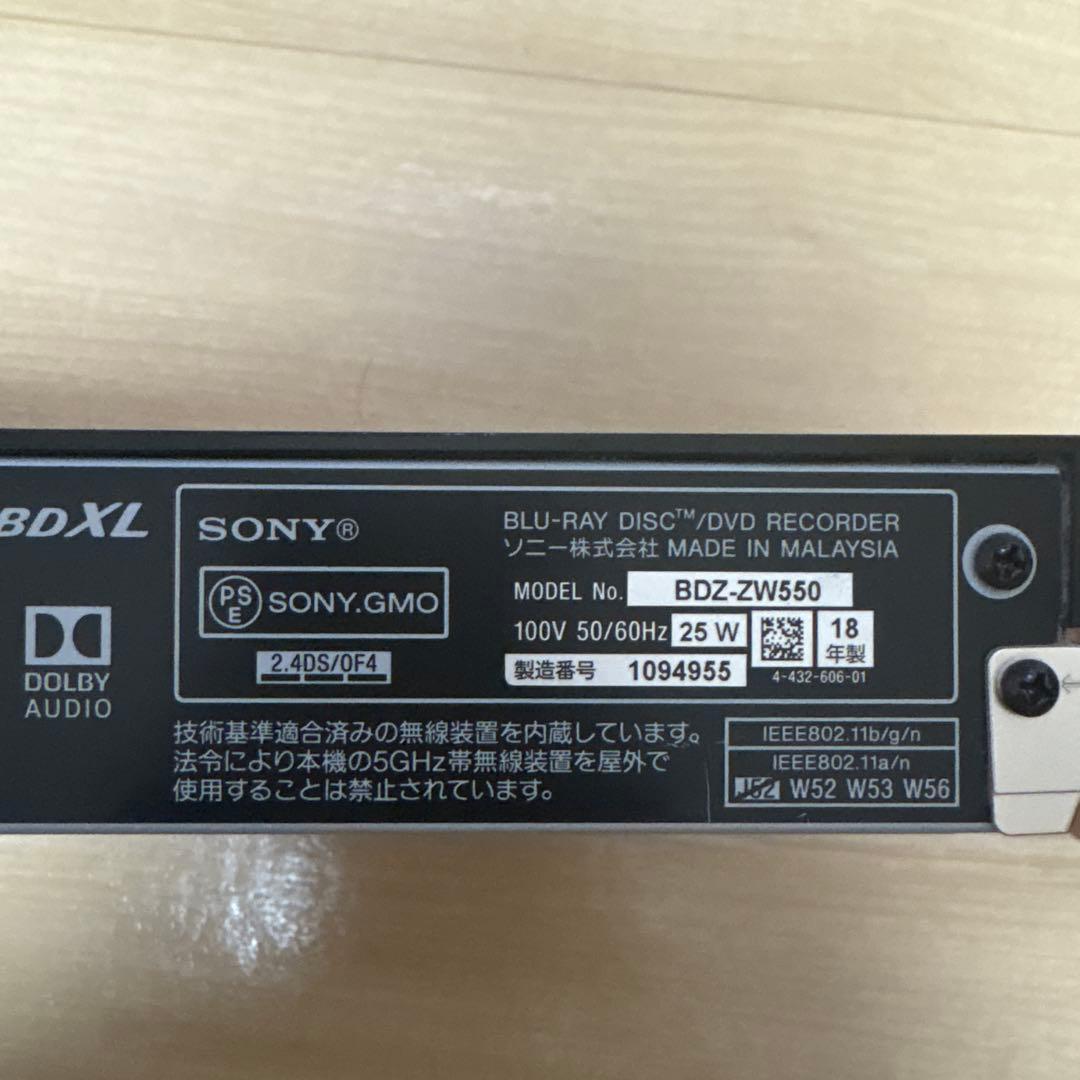 BDXL
DOLBY
AUDIO
SONY®
PS
E
SONY.GMO
2.4DS/OF4
BLU-RAY DISC™/DVD RECORDER
ソニー株式会社 MADE IN MALAYSIA
MODEL No. BDZ-ZW550
100V 50/60Hz 25 W
18
年製
製造番号 1094955
4-432-606-01
技術基準適合済みの無線装置を内蔵しています。
法令により本機の5GHz帯無線装置を屋外で
使用することは禁止されています。
IEEE802.11b/g/n
IEEE802.11a/n
J52 W52 W53 W56